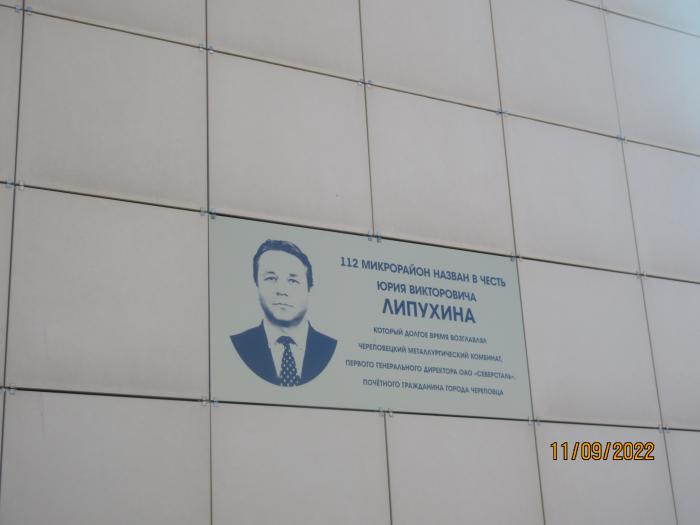 112 МИКРОРАЙОН НАЗВАН В ЧЕСТЬ
ЮРИЯ ВИКТОРОВИЧА
ЛИПУХИНА
КОТОРЫЙ ДОЛГОЕ ВРЕМЯ ВОЗГЛАВЛЯЛ
ЧЕРЕПОВЕЦКИЙ МЕТАЛЛУРГИЧЕСКИЙ КОМБИНАТ,
ПЕРВОГО ГЕНЕРАЛЬНОГО ДИРЕКТОРА ОАО «СЕВЕРСТАЛЬ»,
ПОЧЁТНОГО ГРАЖДАНИНА ГОРОДА ЧЕРЕПОВЦА
11/09/2022